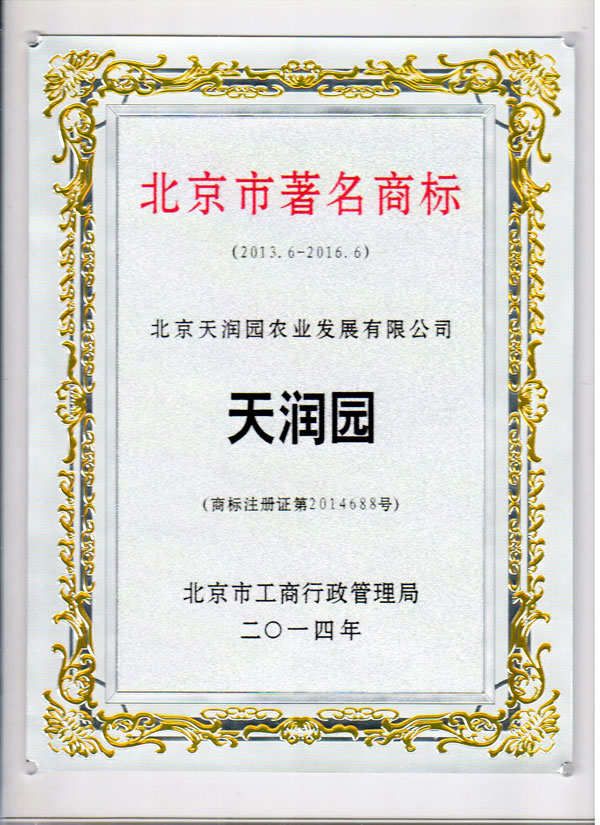 北京市著名商标
(2013.6-2016.6)
北京天润园农业发展有限公司
天润园
(商标注册证第2014688号)
北京市工商行政管理局
二〇一四年